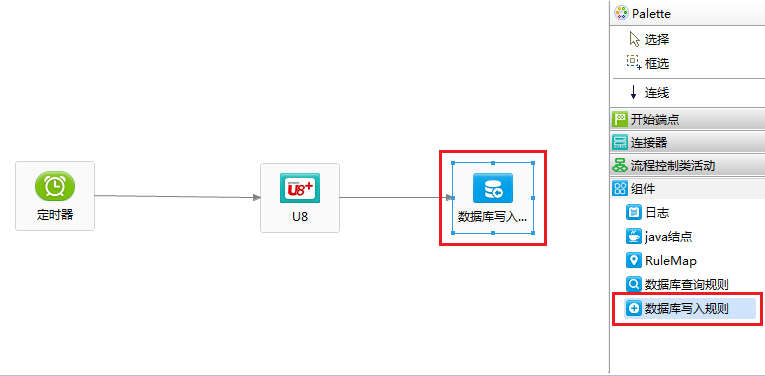 Palette
选择
框选
连线
开始端点
连接器
流程控制类活动
组件
日志
java结点
RuleMap
数据库查询规则
数据库写入规则
定时器
U8+
U8
数据库写入...